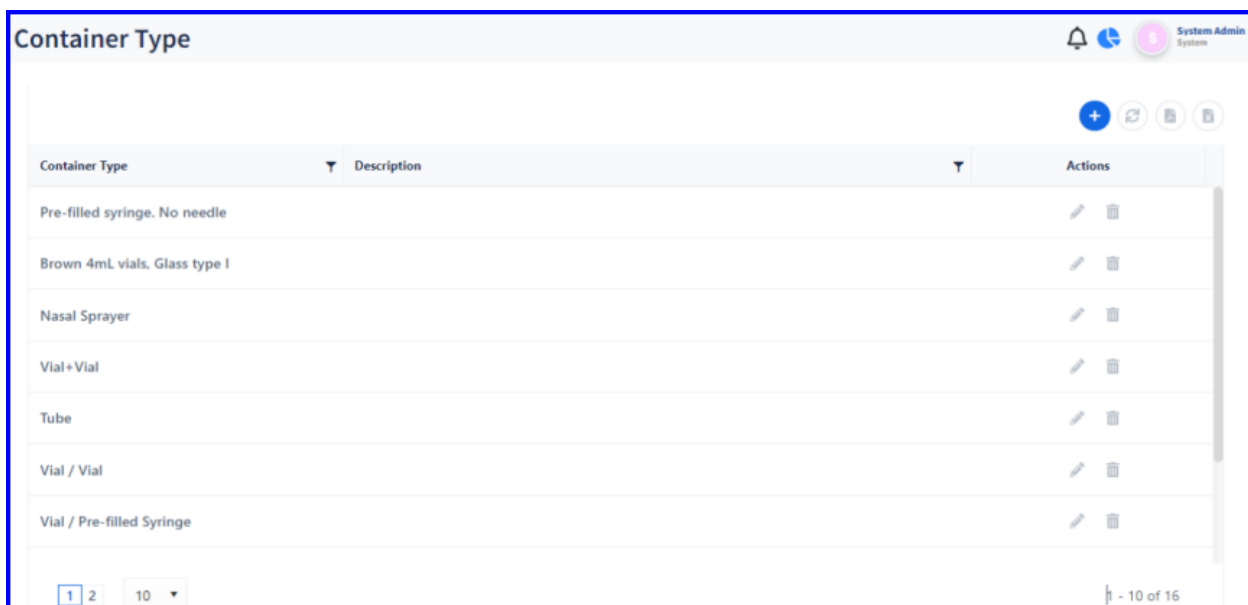 Container Type
S
System Admin
System
Container Type Description Actions
Pre-filled syringe. No needle
Brown 4mL vials, Glass type I
Nasal Sprayer
Vial+Vial
Tube
Vial / Vial
Vial / Pre-filled Syringe
1 2 10 1 - 10 of 16